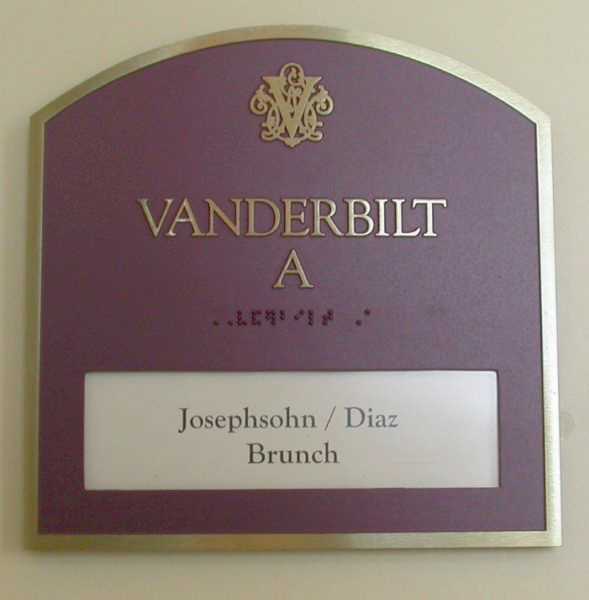 VANDERBILT
A
Josephsohn / Diaz
Brunch